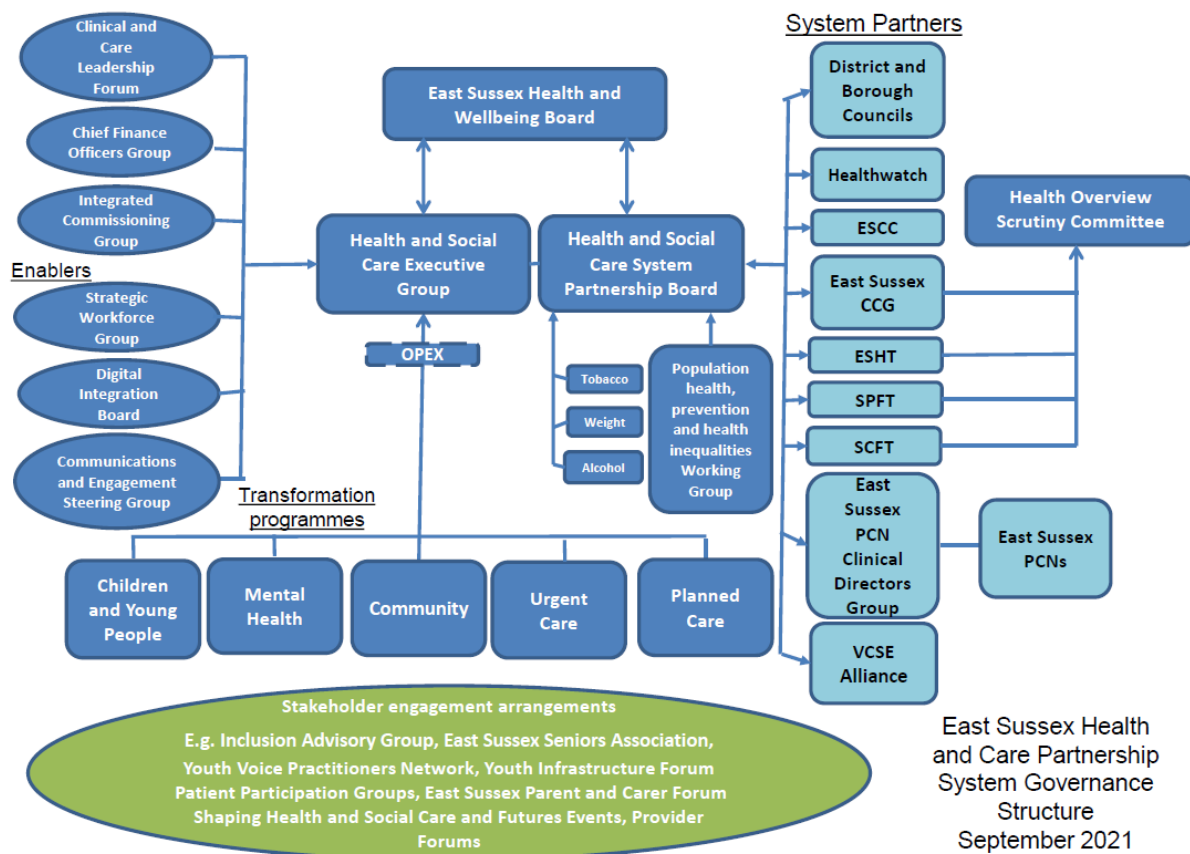 Clinical and
Care
Leadership
Forum
Chief Finance
Officers Group
Integrated
Commissioning
Group
Enablers
Strategic
Workforce
Group
Digital
Integration
Board
Communications
and Engagement
Steering Group
East Sussex Health and
Wellbeing Board
Health and Social
Care Executive
Group
Health and Social
Care System
Partnership Board
OPEX
Tobacco
Weight
Alcohol
Population
health,
prevention
and health
inequalities
Working
Group
System Partners
District and
Borough
Councils
Healthwatch
ESCC
East Sussex
CCG
ESHT
SPFT
SCFT
East
Sussex
PCN
Clinical
Directors
Group
VCSE
Alliance
Health Overview
Scrutiny Committee
East Sussex
PCNs
Transformation
programmes
Children
and Young
People
Mental
Health
Community
Urgent
Care
Planned
Care
Stakeholder engagement arrangements
E.g. Inclusion Advisory Group, East Sussex Seniors Association,
Youth Voice Practitioners Network, Youth Infrastructure Forum
Patient Participation Groups, East Sussex Parent and Carer Forum
Shaping Health and Social Care and Futures Events, Provider
Forums
East Sussex Health
and Care Partnership
System Governance
Structure
September 2021